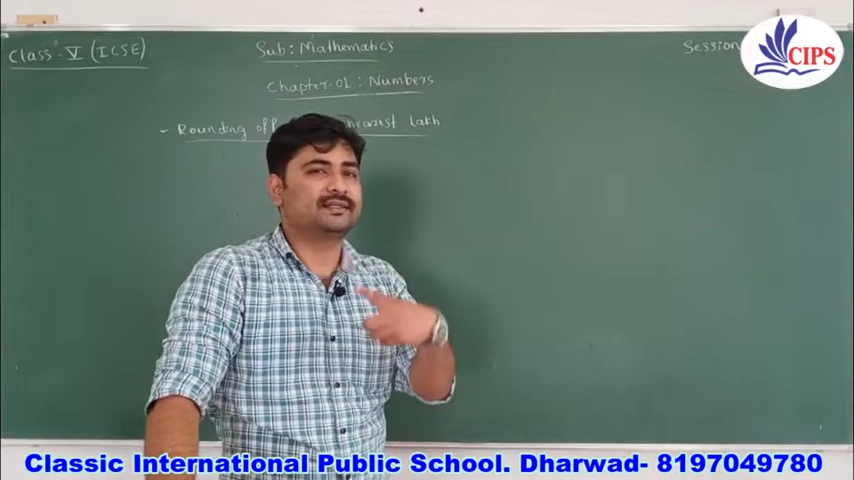 Class - V (ICSE)
Sub: Mathematics
Session
CIPS
Chapter-01: Numbers
- Rounding off nearest lakh
Classic International Public School. Dharwad- 8197049780